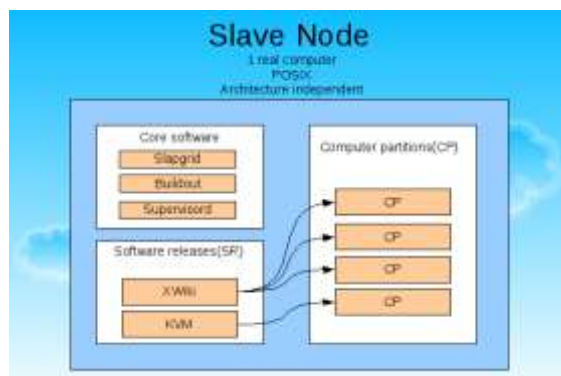 Slave Node
1 real computer
POSIX
Architecture independent
Core software
Slapgrid
Buildout
Supervisord
Software releases(SR)
XWiki
KVM
Computer partitions(CP)
CP
CP
CP
CP